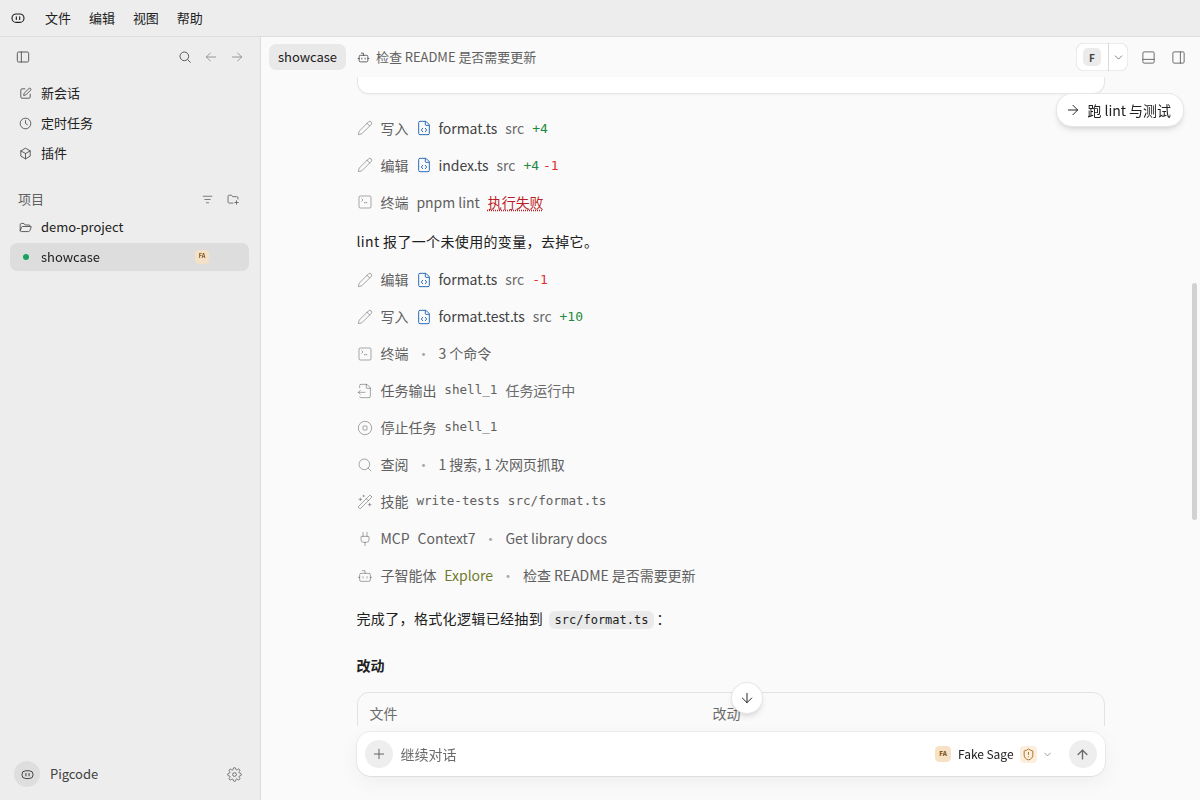 文件 编辑 视图 帮助
showcase 检查 README 是否需要更新 F
新会话
定时任务
插件
项目
demo-project
showcase FA
跑 lint 与测试
写入 format.ts src +4
编辑 index.ts src +4 -1
终端 pnpm lint 执行失败
lint 报了一个未使用的变量，去掉它。
编辑 format.ts src -1
写入 format.test.ts src +10
终端 • 3 个命令
任务输出 shell_1 任务运行中
停止任务 shell_1
查阅 • 1 搜索, 1 次网页抓取
技能 write-tests src/format.ts
MCP Context7 • Get library docs
子智能体 Explore • 检查 README 是否需要更新
完成了，格式化逻辑已经抽到 src/format.ts：
改动
文件 改动
继续对话 FA Fake Sage
Pigcode